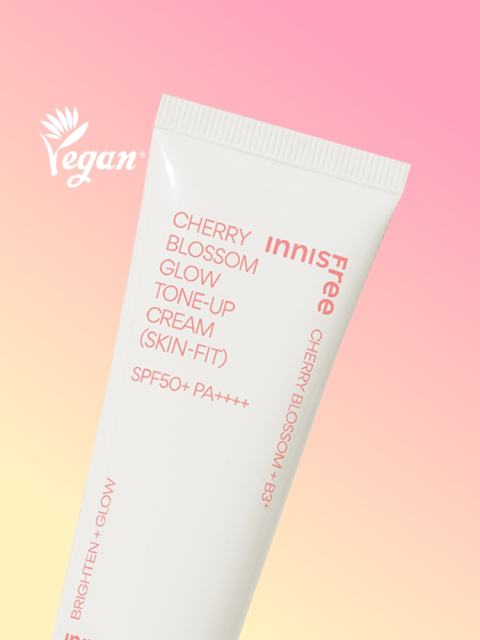 Vegan®
CHERRY
BLOSSOM
GLOW
TONE-UP
CREAM
(SKIN-FIT)
SPF50+ PA++++
INNISFree
CHERRY BLOSSOM + B3+
BRIGHTEN + GLOW